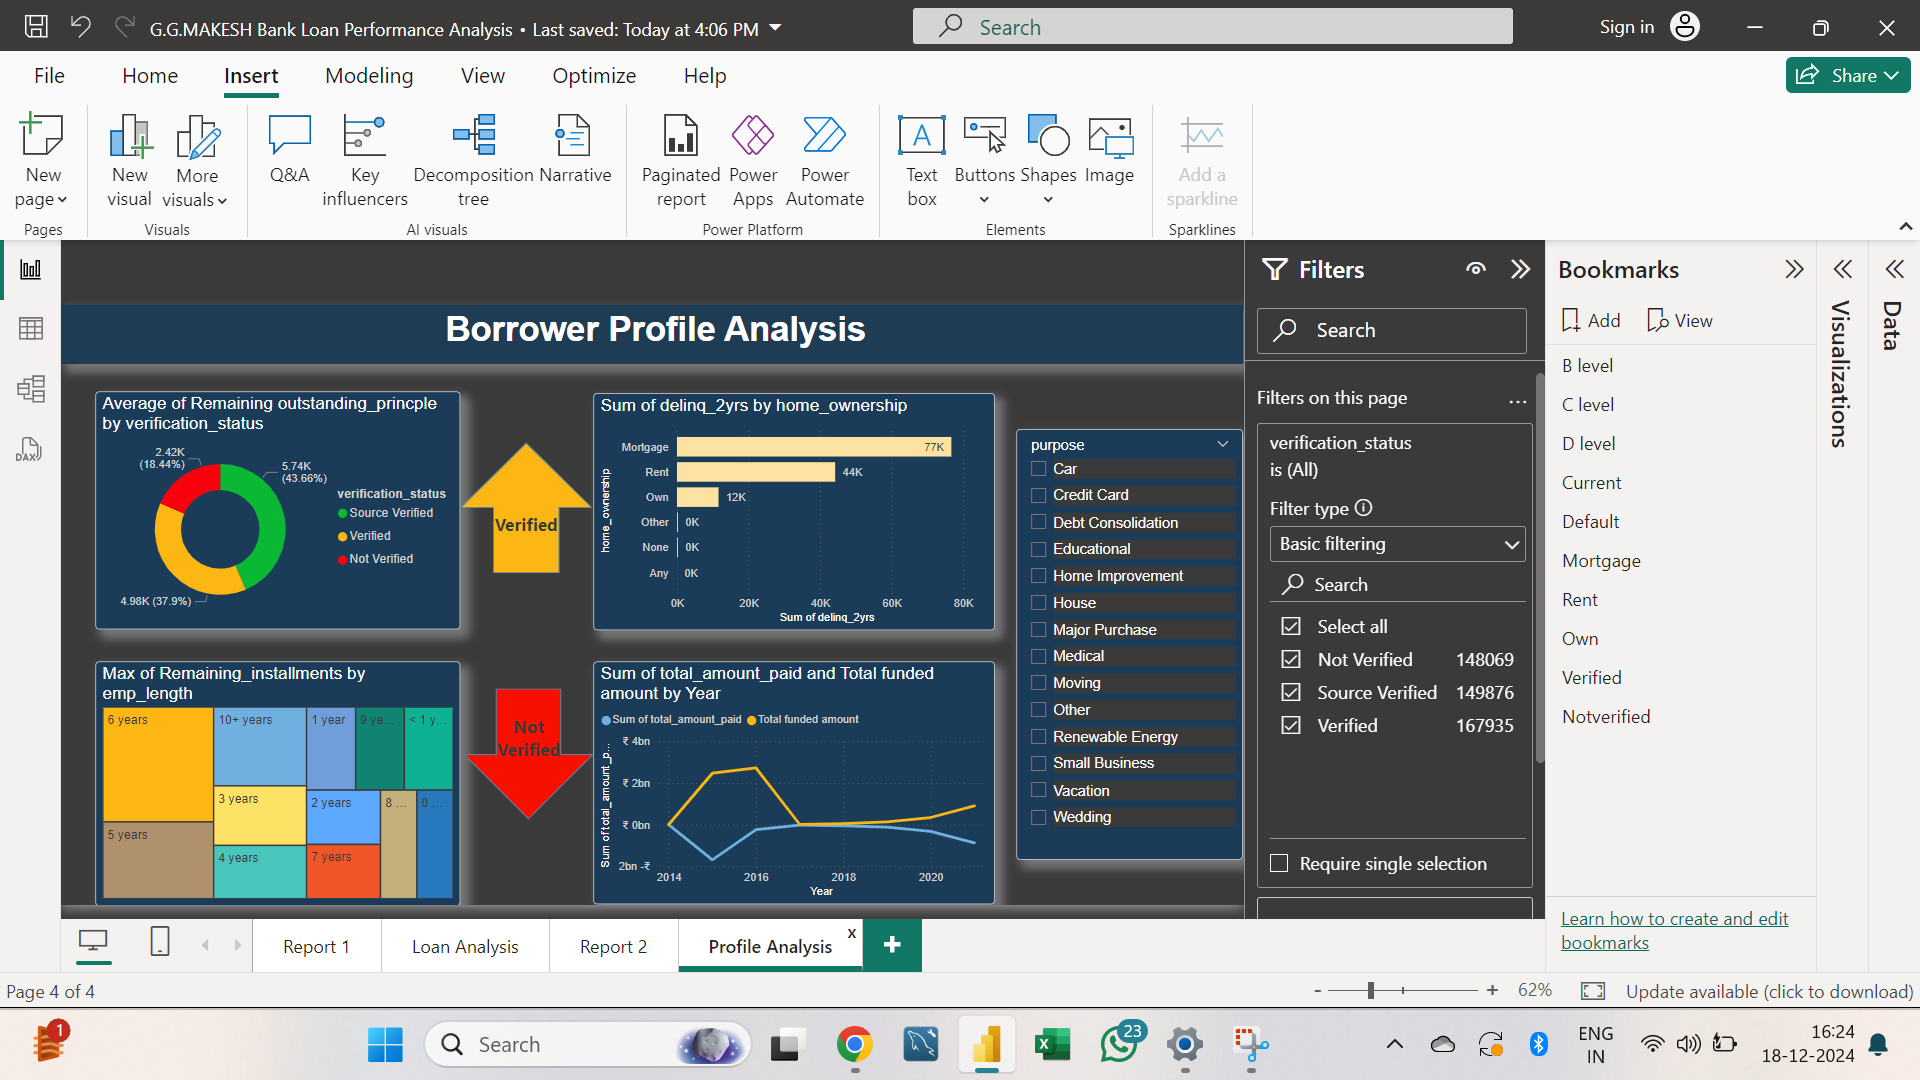 G.G.MAKESH Bank Loan Performance Analysis • Last saved: Today at 4:06 PM
Search
Sign in
File Home Insert Modeling View Optimize Help
Share
New page
New visual
More visuals
Q&A
Key influencers
Decomposition tree
Narrative
Paginated report
Power Apps
Power Automate
Text box
Buttons
Shapes
Image
Add a sparkline
Pages Visuals AI visuals Power Platform Elements Sparklines
DAX
Borrower Profile Analysis
Average of Remaining outstanding_princple
by verification_status
2.42K
(18.44%)
5.74K
(43.66%)
4.98K (37.9%)
verification_status
Source Verified
Verified
Not Verified
Verified
Sum of delinq_2yrs by home_ownership
home_ownership
Mortgage 77K
Rent 44K
Own 12K
Other 0K
None 0K
Any 0K
0K 20K 40K 60K 80K
Sum of delinq_2yrs
Max of Remaining_installments by
emp_length
6 years
10+ years
1 year
9 ye...
< 1 y...
3 years
2 years
8 ...
0 ...
5 years
4 years
7 years
Not
Verified
Sum of total_amount_paid and Total funded
amount by Year
Sum of total_amount_paid Total funded amount
Sum of total_amount_p...
₹ 4bn
₹ 2bn
₹ 0bn
2bn -₹
2014 2016 2018 2020
Year
purpose
Car
Credit Card
Debt Consolidation
Educational
Home Improvement
House
Major Purchase
Medical
Moving
Other
Renewable Energy
Small Business
Vacation
Wedding
Filters
Search
Filters on this page
...
verification_status
is (All)
Filter type
Basic filtering
Search
Select all
Not Verified 148069
Source Verified 149876
Verified 167935
Require single selection
Bookmarks
Add View
B level
C level
D level
Current
Default
Mortgage
Rent
Own
Verified
Notverified
Learn how to create and edit
bookmarks
Visualizations
Data
Report 1 Loan Analysis Report 2 Profile Analysis x +
Page 4 of 4
- + 62%
Update available (click to download)
1
Search
23
ENG
IN
16:24
18-12-2024